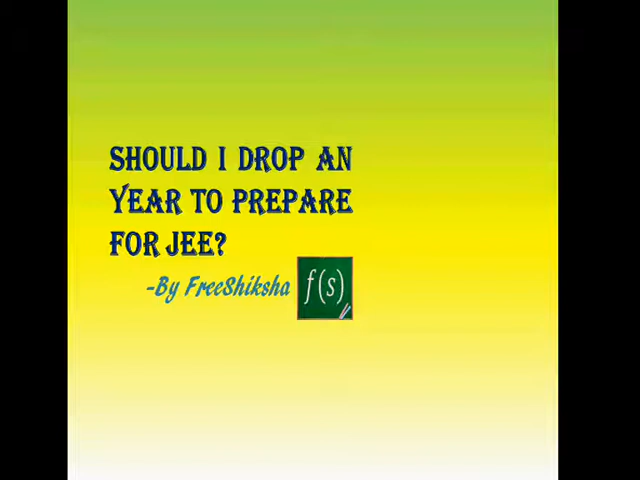 SHOULD I DROP AN
YEAR TO PREPARE
FOR JEE?
-By FreeShiksha
f(s)